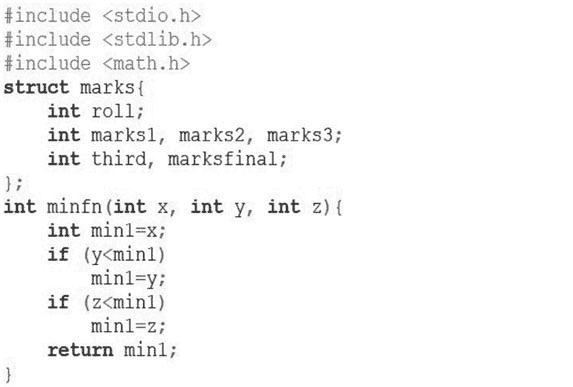 #include <stdio.h>
#include <stdlib.h>
#include <math.h>
struct marks{
    int roll;
    int marks1, marks2, marks3;
    int third, marksfinal;
};
int minfn(int x, int y, int z){
    int min1=x;
    if (y<min1)
        min1=y;
    if (z<min1)
        min1=z;
    return min1;
}